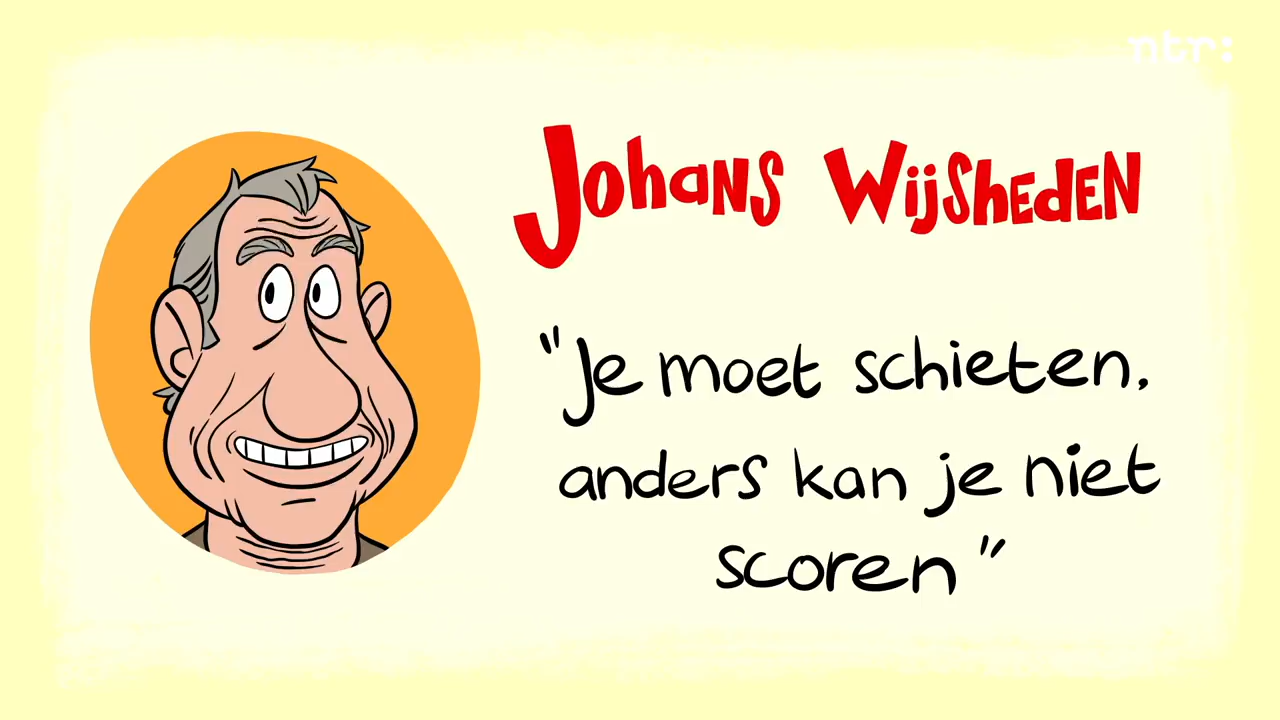 ntr:
Johans Wijsheden
"Je moet schieten,
anders kan je niet
scoren"